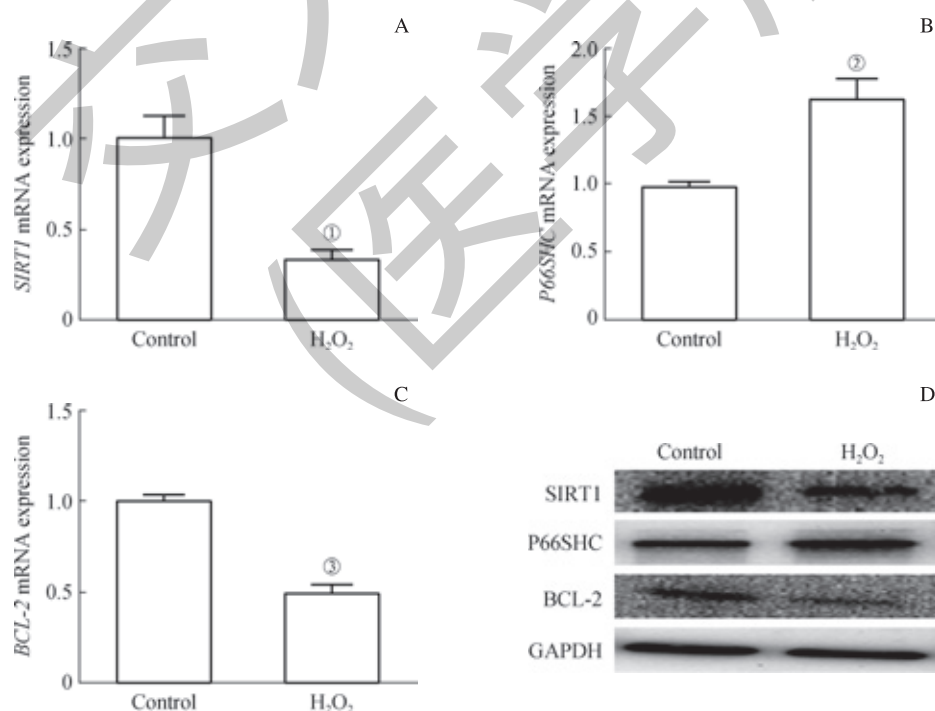 A
SIRT1 mRNA expression
1.5
1.0
0.5
0
①
Control
H₂O₂
B
P66SHC mRNA expression
2.0
1.5
1.0
0.5
0
②
Control
H₂O₂
C
BCL-2 mRNA expression
1.5
1.0
0.5
0
③
Control
H₂O₂
D
Control
H₂O₂
SIRT1
P66SHC
BCL-2
GAPDH
(医学